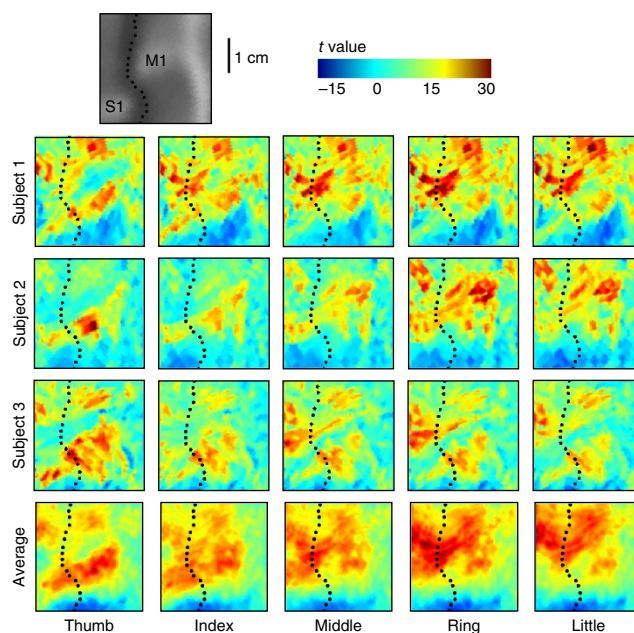 M1
S1
1 cm
t value
−15 0 15 30
Subject 1
Subject 2
Subject 3
Average
Thumb Index Middle Ring Little